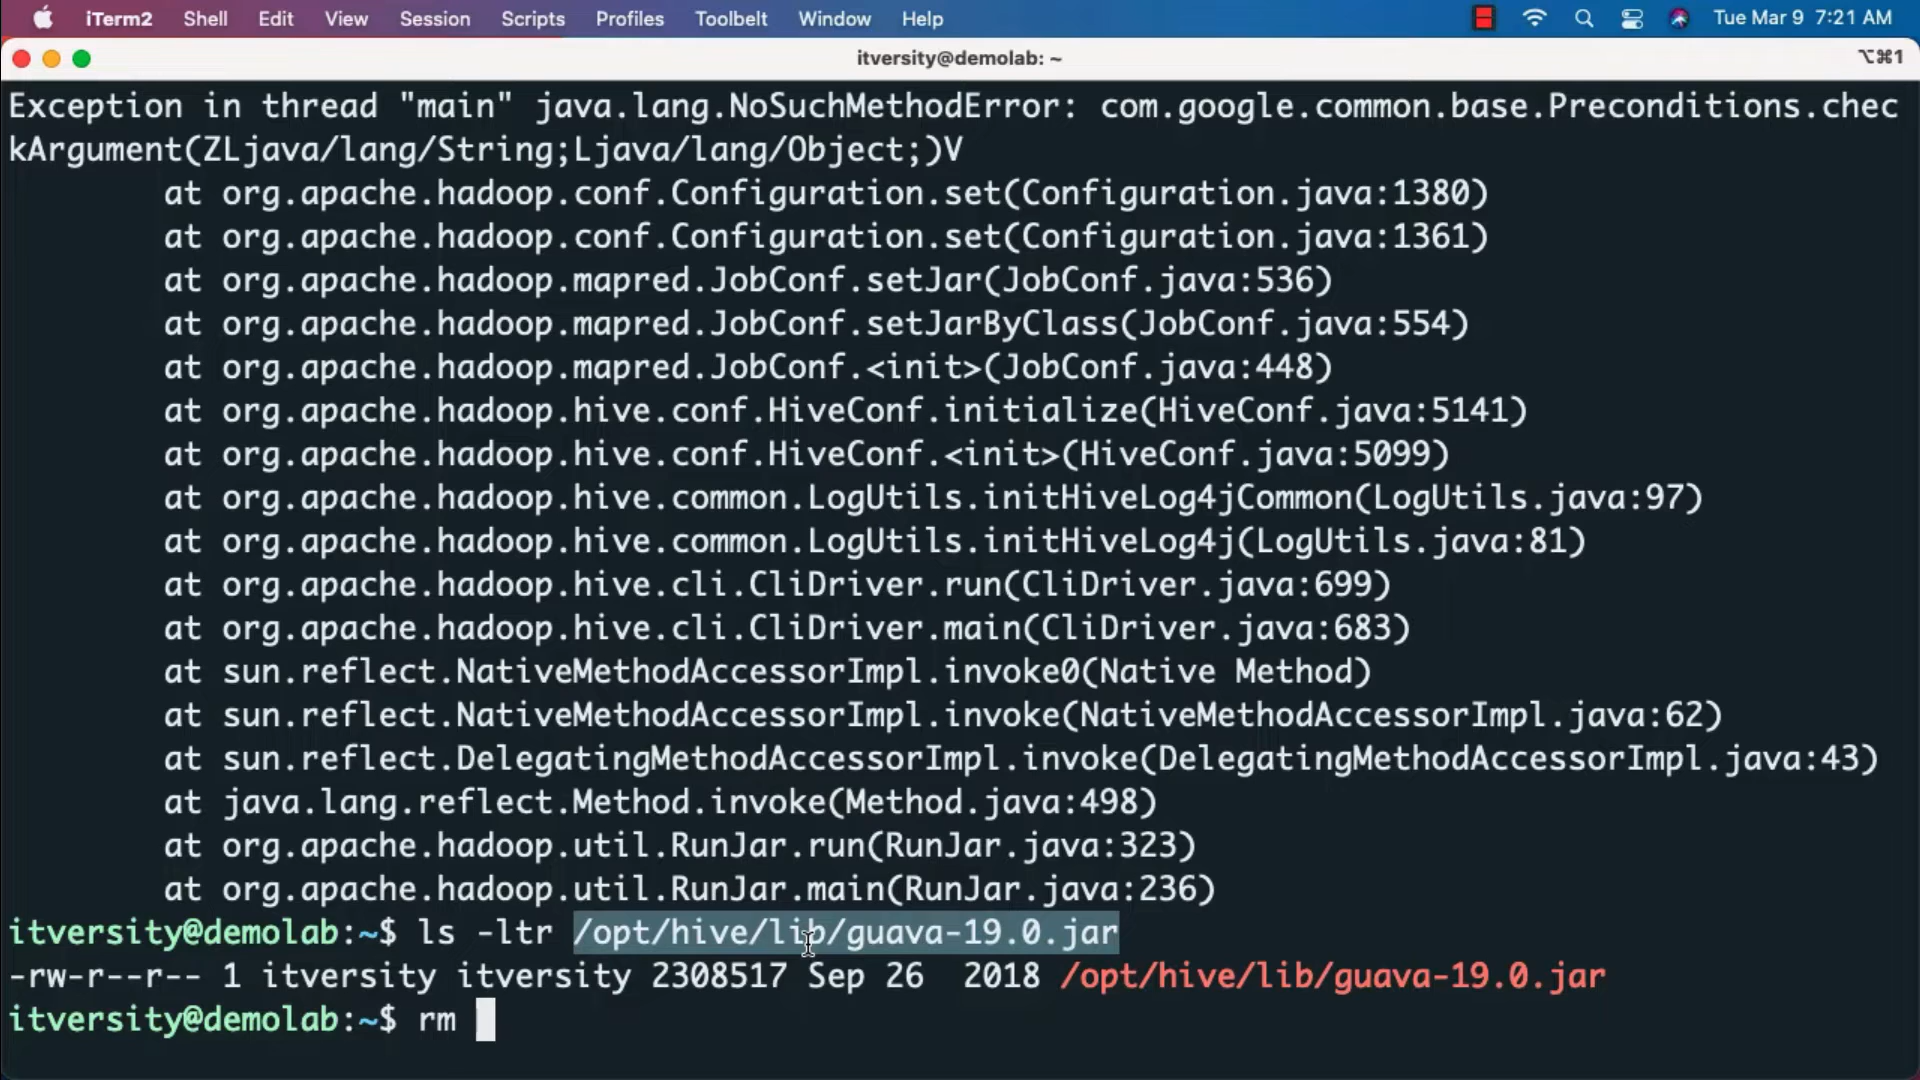 iTerm2 Shell Edit View Session Scripts Profiles Toolbelt Window Help Tue Mar 9 7:21 AM
itversity@demolab: ~ ⌥⌘1
Exception in thread "main" java.lang.NoSuchMethodError: com.google.common.base.Preconditions.chec
kArgument(ZLjava/lang/String;Ljava/lang/Object;)V
at org.apache.hadoop.conf.Configuration.set(Configuration.java:1380)
at org.apache.hadoop.conf.Configuration.set(Configuration.java:1361)
at org.apache.hadoop.mapred.JobConf.setJar(JobConf.java:536)
at org.apache.hadoop.mapred.JobConf.setJarByClass(JobConf.java:554)
at org.apache.hadoop.mapred.JobConf.<init>(JobConf.java:448)
at org.apache.hadoop.hive.conf.HiveConf.initialize(HiveConf.java:5141)
at org.apache.hadoop.hive.conf.HiveConf.<init>(HiveConf.java:5099)
at org.apache.hadoop.hive.common.LogUtils.initHiveLog4jCommon(LogUtils.java:97)
at org.apache.hadoop.hive.common.LogUtils.initHiveLog4j(LogUtils.java:81)
at org.apache.hadoop.hive.cli.CliDriver.run(CliDriver.java:699)
at org.apache.hadoop.hive.cli.CliDriver.main(CliDriver.java:683)
at sun.reflect.NativeMethodAccessorImpl.invoke0(Native Method)
at sun.reflect.NativeMethodAccessorImpl.invoke(NativeMethodAccessorImpl.java:62)
at sun.reflect.DelegatingMethodAccessorImpl.invoke(DelegatingMethodAccessorImpl.java:43)
at java.lang.reflect.Method.invoke(Method.java:498)
at org.apache.hadoop.util.RunJar.run(RunJar.java:323)
at org.apache.hadoop.util.RunJar.main(RunJar.java:236)
itversity@demolab:~$ ls -ltr /opt/hive/lib/guava-19.0.jar
-rw-r--r-- 1 itversity itversity 2308517 Sep 26  2018 /opt/hive/lib/guava-19.0.jar
itversity@demolab:~$ rm